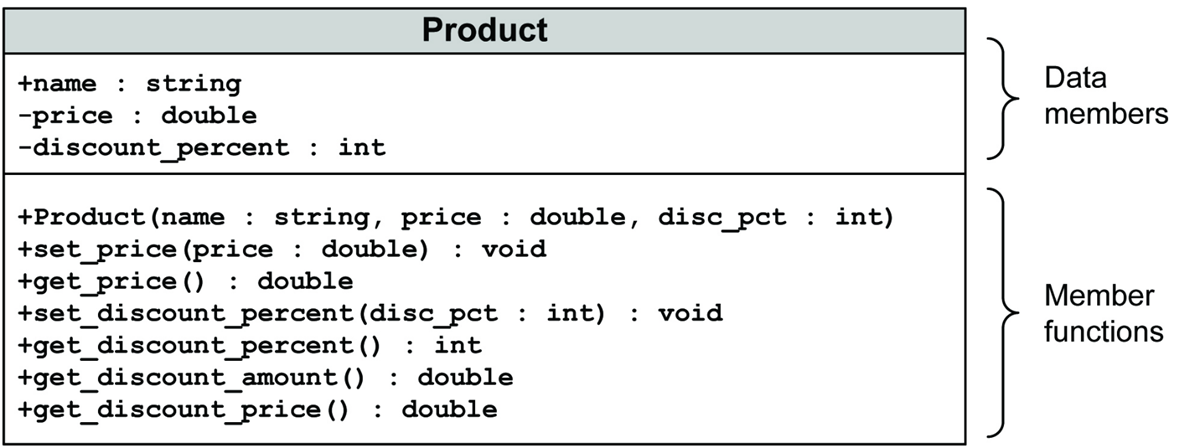 Product
+name : string
-price : double
-discount_percent : int
Data
members
+Product(name : string, price : double, disc_pct : int)
+set_price(price : double) : void
+get_price() : double
+set_discount_percent(disc_pct : int) : void
+get_discount_percent() : int
+get_discount_amount() : double
+get_discount_price() : double
Member
functions